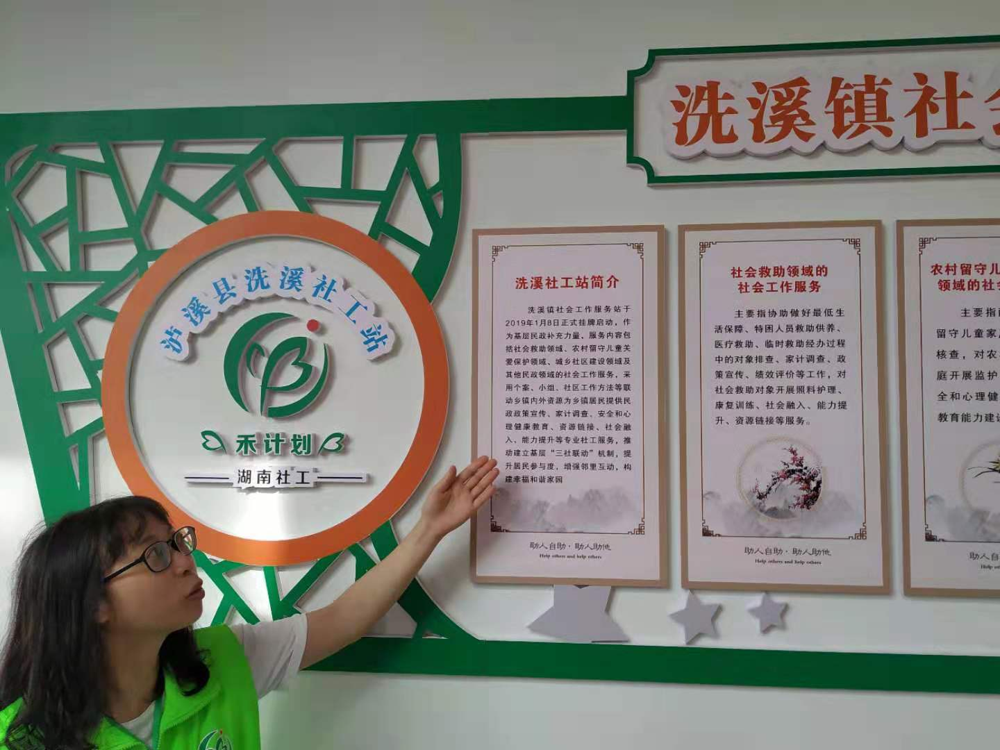 洗溪镇社会
泸溪县洗溪社工站
禾计划
湖南社工
洗溪社工站简介
洗溪镇社会工作服务站于
2019年1月8日正式挂牌启动，作
为基层民政补充力量、服务内容包
括社会救助领域、农村留守儿童关
爱保护领域、城乡社区建设领域及
其他民政领域的社会工作服务，采
用个案、小组、社区工作方法等联
动乡镇内外资源为乡镇居民提供民
政政策宣传、家计调查、安全和心
理健康教育、资源链接、社会融
入、能力提升等专业社工服务，推
动建立基层“三社联动”机制，提
升居民参与度，增强邻里互动，构
建幸福和谐家园
助人自助·助人助他
Help others and help others
社会救助领域的
社会工作服务
主要指协助做好最低生
活保障、特困人员救助供养、
医疗救助、临时救助经办过程
中的对象排查、家计调查、政
策宣传、绩效评价等工作，对
社会救助对象开展照料护理、
康复训练、社会融入、能力提
升、资源链接等服务。
助人自助·助人助他
Help others and help others
农村留守儿
领域的社会
主要指
留守儿童家
核查，对农
庭开展监护
全和心理健
教育能力建设
助人自
Help